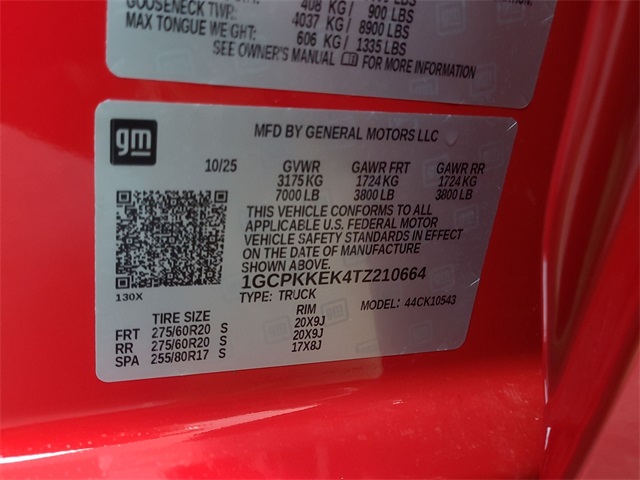 GOOSENECK TWR: 408 KG/ 900 LBS
4037 KG/ 8900 LBS
MAX TONGUE WEIGHT: 606 KG/ 1335 LBS
SEE OWNER'S MANUAL FOR MORE INFORMATION
gm
MFD BY GENERAL MOTORS LLC
10/25 GVWR GAWR FRT GAWR RR
3175 KG 1724 KG 1724 KG
7000 LB 3800 LB 3800 LB
THIS VEHICLE CONFORMS TO ALL
APPLICABLE U.S. FEDERAL MOTOR
VEHICLE SAFETY STANDARDS IN EFFECT
ON THE DATE OF MANUFACTURE
SHOWN ABOVE.
1GCPKKEK4TZ210664
130X
TYPE: TRUCK MODEL: 44CK10543
TIRE SIZE RIM
FRT 275/60R20 S 20X9J
RR 275/60R20 S 20X9J
SPA 255/80R17 S 17X8J